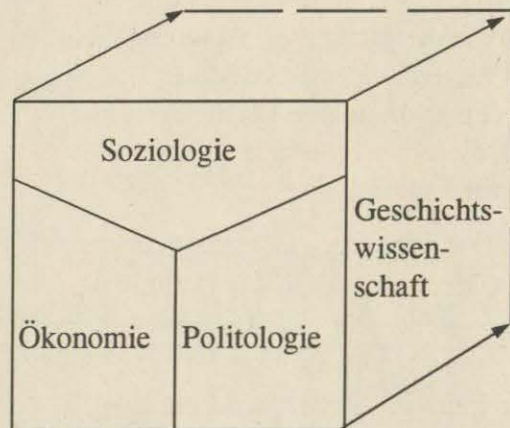 Soziologie
Geschichts-
wissen-
schaft
Ökonomie
Politologie